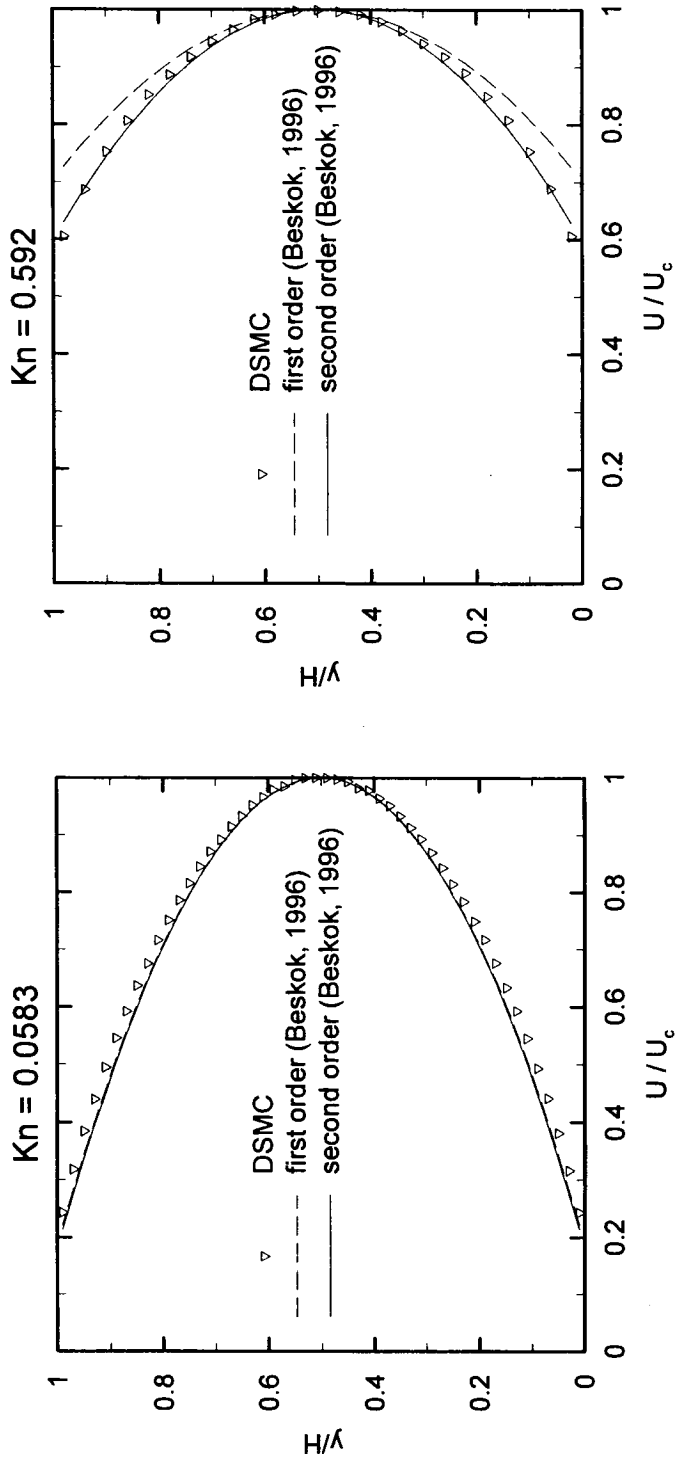 Kn = 0.0583
1
0.8
0.6
0.4
0.2
0
y/H
DSMC
first order (Beskok, 1996)
second order (Beskok, 1996)
0
0.2
0.4
0.6
0.8
1
U / U_c
Kn = 0.592
1
0.8
0.6
0.4
0.2
0
y/H
DSMC
first order (Beskok, 1996)
second order (Beskok, 1996)
0
0.2
0.4
0.6
0.8
1
U / U_c